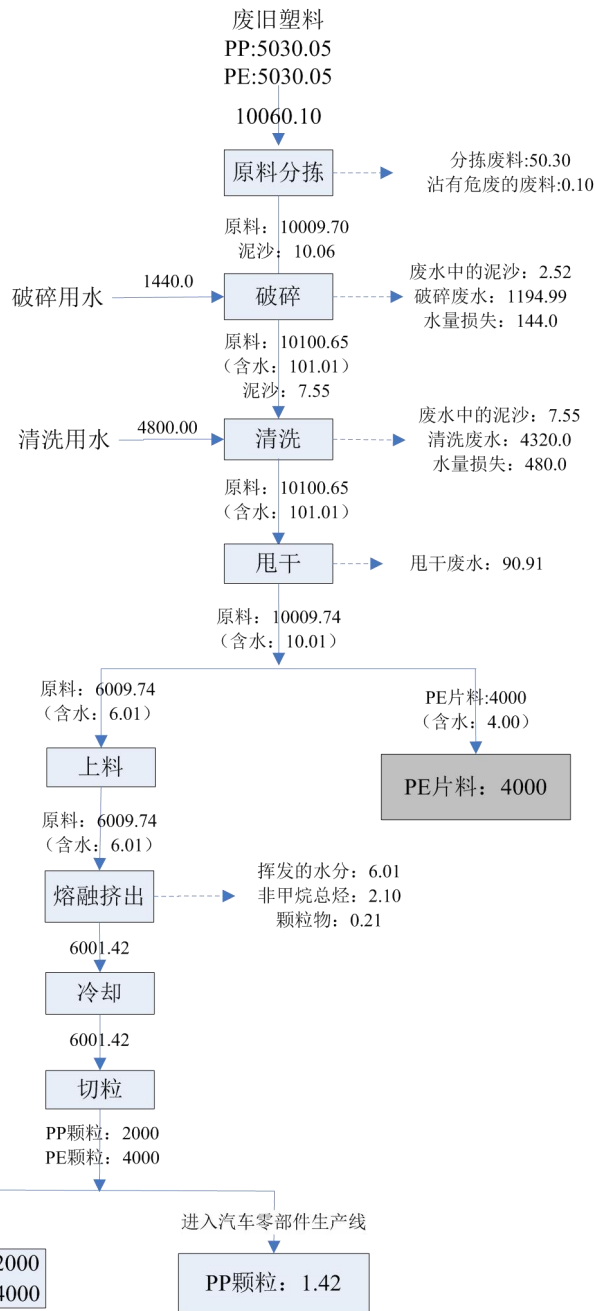 废旧塑料
PP:5030.05
PE:5030.05
10060.10
原料分拣
分拣废料:50.30
沾有危废的废料:0.10
原料：10009.70
泥沙：10.06
破碎用水
1440.0
破碎
废水中的泥沙：2.52
破碎废水：1194.99
水量损失：144.0
原料：10100.65
（含水：101.01）
泥沙：7.55
清洗用水
4800.00
清洗
废水中的泥沙：7.55
清洗废水：4320.0
水量损失：480.0
原料：10100.65
（含水：101.01）
甩干
甩干废水：90.91
原料：10009.74
（含水：10.01）
原料：6009.74
（含水：6.01）
PE片料:4000
（含水：4.00）
上料
PE片料：4000
原料：6009.74
（含水：6.01）
熔融挤出
挥发的水分：6.01
非甲烷总烃：2.10
颗粒物：0.21
6001.42
冷却
6001.42
切粒
PP颗粒：2000
PE颗粒：4000
进入汽车零部件生产线
2000
4000
PP颗粒：1.42